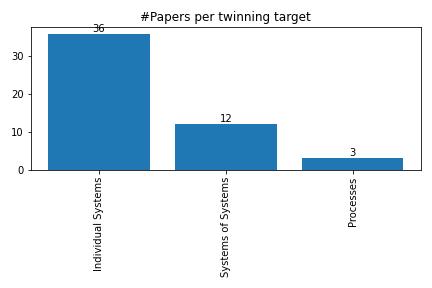 #Papers per twinning target
36
12
3
30
20
10
0
Individual Systems
Systems of Systems
Processes